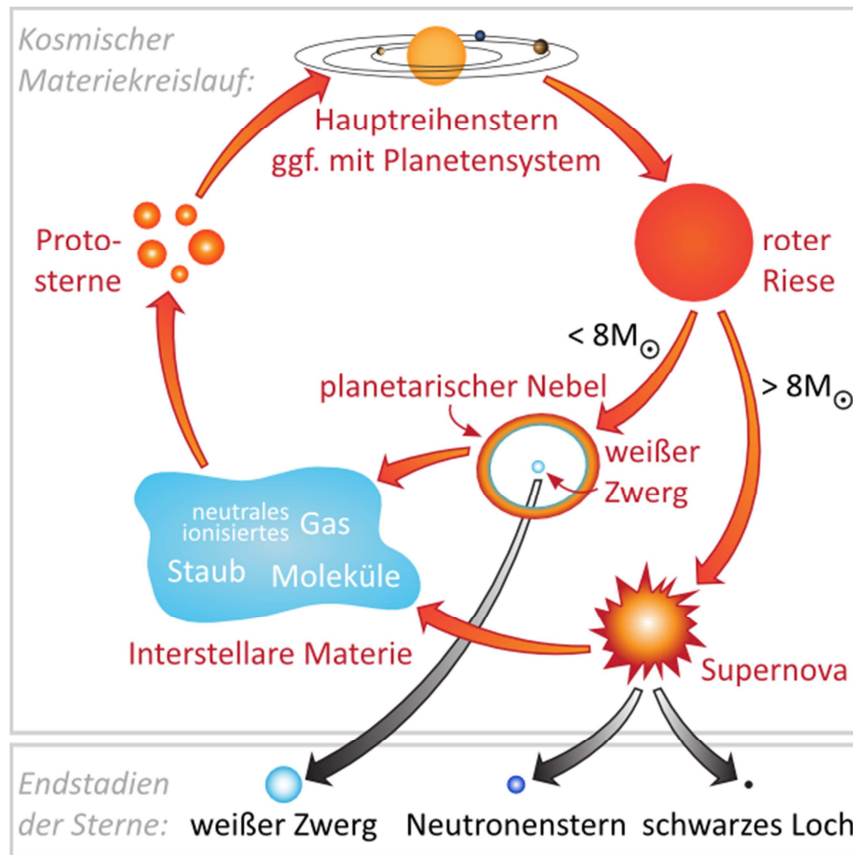 Kosmischer
Materiekreislauf:
Hauptreihenstern
ggf. mit Planetensystem
Proto-
sterne
roter
Riese
< 8M☉
> 8M☉
planetarischer Nebel
weißer
Zwerg
neutrales
ionisiertes Gas
Staub Moleküle
Interstellare Materie
Supernova
Endstadien
der Sterne: weißer Zwerg Neutronenstern schwarzes Loch